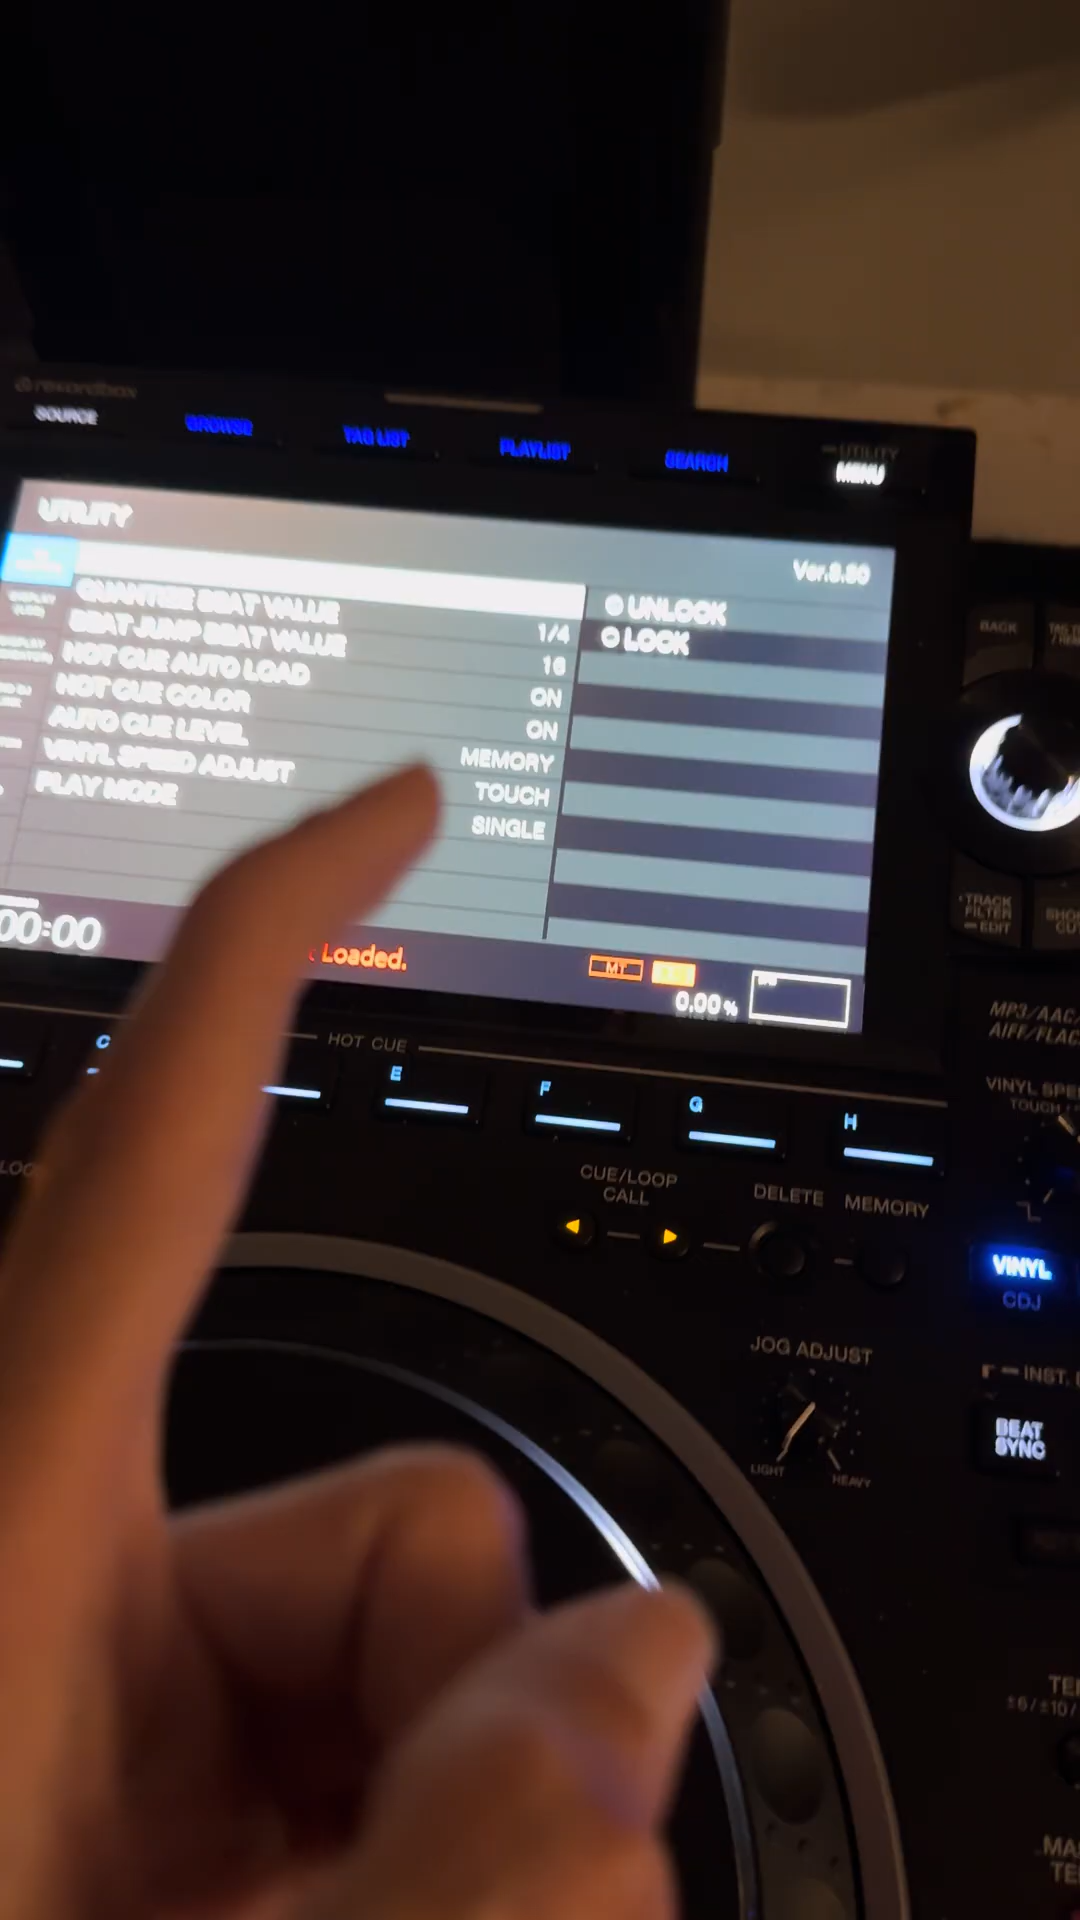 rekordbox
SOURCE
BROWSE
TAG LIST
PLAYLIST
SEARCH
UTILITY
MENU
UTILITY
QUANTIZE BEAT VALUE 1/4
BEAT JUMP BEAT VALUE 16
HOT CUE AUTO LOAD ON
HOT CUE COLOR ON
AUTO CUE LEVEL MEMORY
VINYL SPEED ADJUST TOUCH
PLAY MODE SINGLE
UNLOCK
LOCK
00:00
Loaded.
MT
0.00 %
BACK
TRACK
FILTER
EDIT
MP3/AAC/
AIFF/FLAC
HOT CUE
C
E
F
G
H
CUE/LOOP
CALL
DELETE
MEMORY
VINYL
CDJ
JOG ADJUST
LIGHT
HEAVY
INST.
BEAT
SYNC
±6/±10/